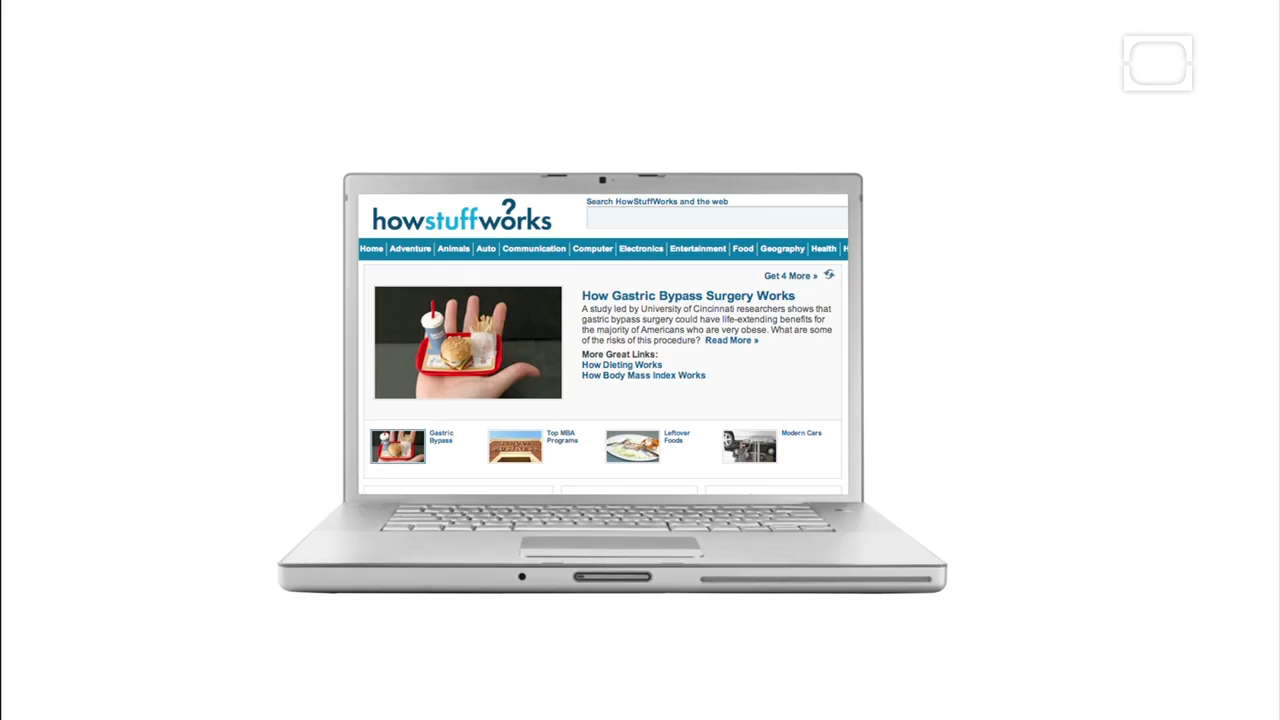 howstuffworks
Search HowStuffWorks and the web
Home Adventure Animals Auto Communication Computer Electronics Entertainment Food Geography Health H
Get 4 More »
How Gastric Bypass Surgery Works
A study led by University of Cincinnati researchers shows that
gastric bypass surgery could have life-extending benefits for
the majority of Americans who are very obese. What are some
of the risks of this procedure? Read More »
More Great Links:
How Dieting Works
How Body Mass Index Works
Gastric
Bypass
Top MBA
Programs
Leftover
Foods
Modern Cars